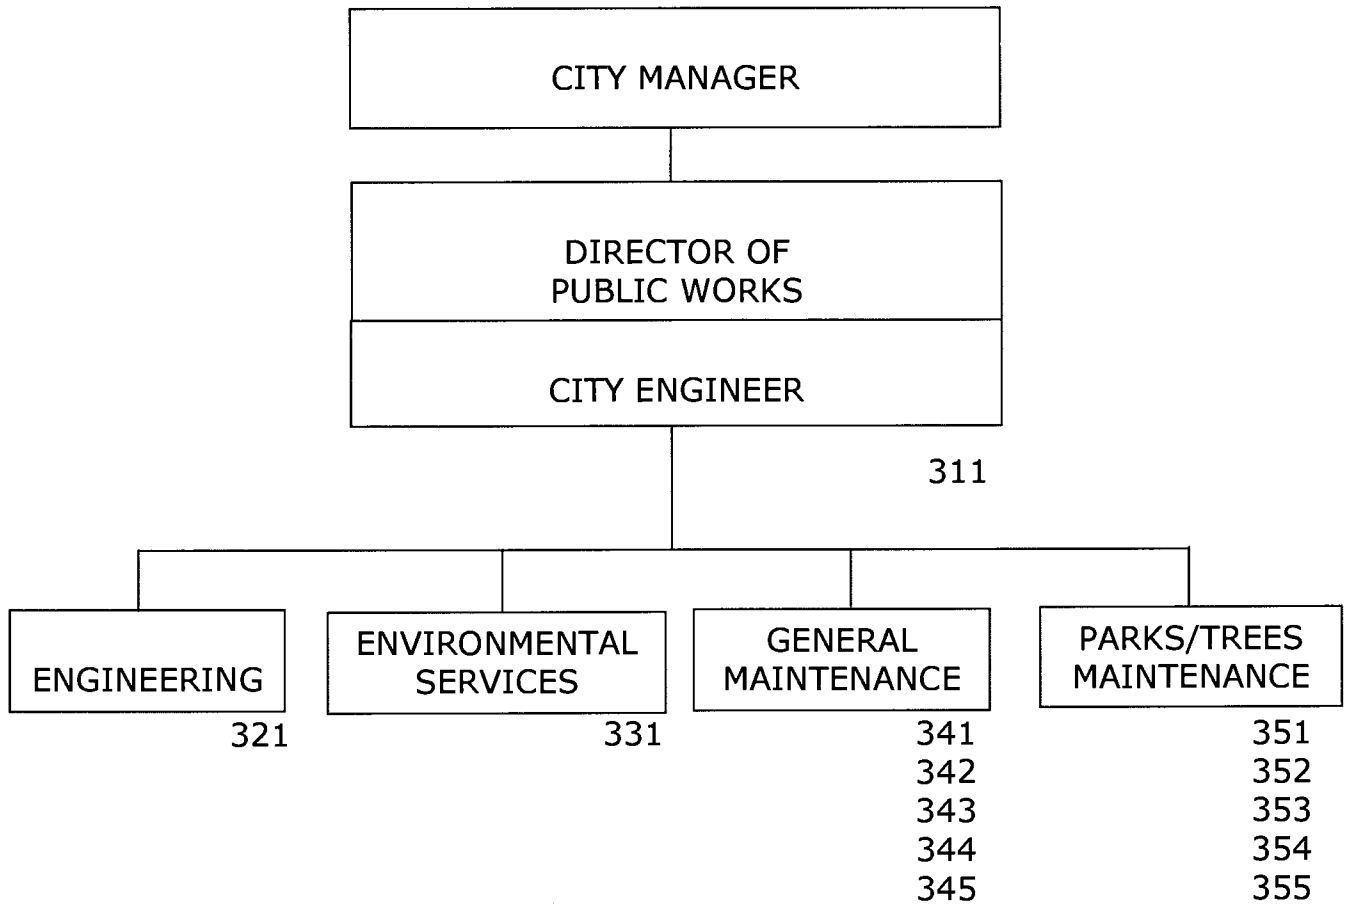 CITY MANAGER
DIRECTOR OF
PUBLIC WORKS
CITY ENGINEER
311
ENGINEERING
321
ENVIRONMENTAL
SERVICES
331
GENERAL
MAINTENANCE
341
342
343
344
345
PARKS/TREES
MAINTENANCE
351
352
353
354
355